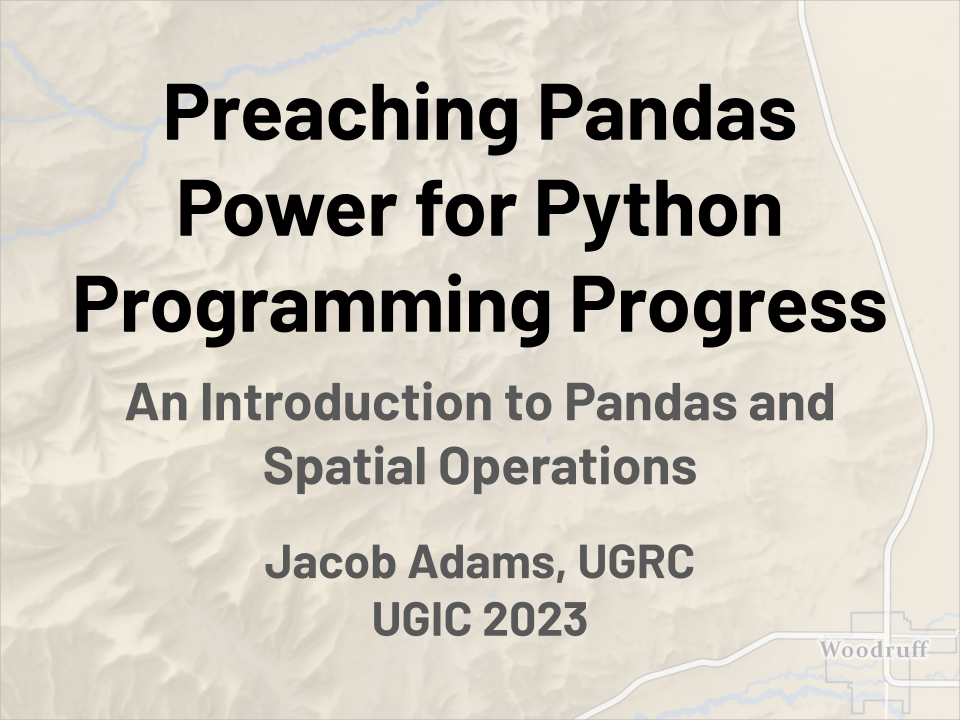 Preaching Pandas
Power for Python
Programming Progress
An Introduction to Pandas and
Spatial Operations
Jacob Adams, UGRC
UGIC 2023
Woodruff